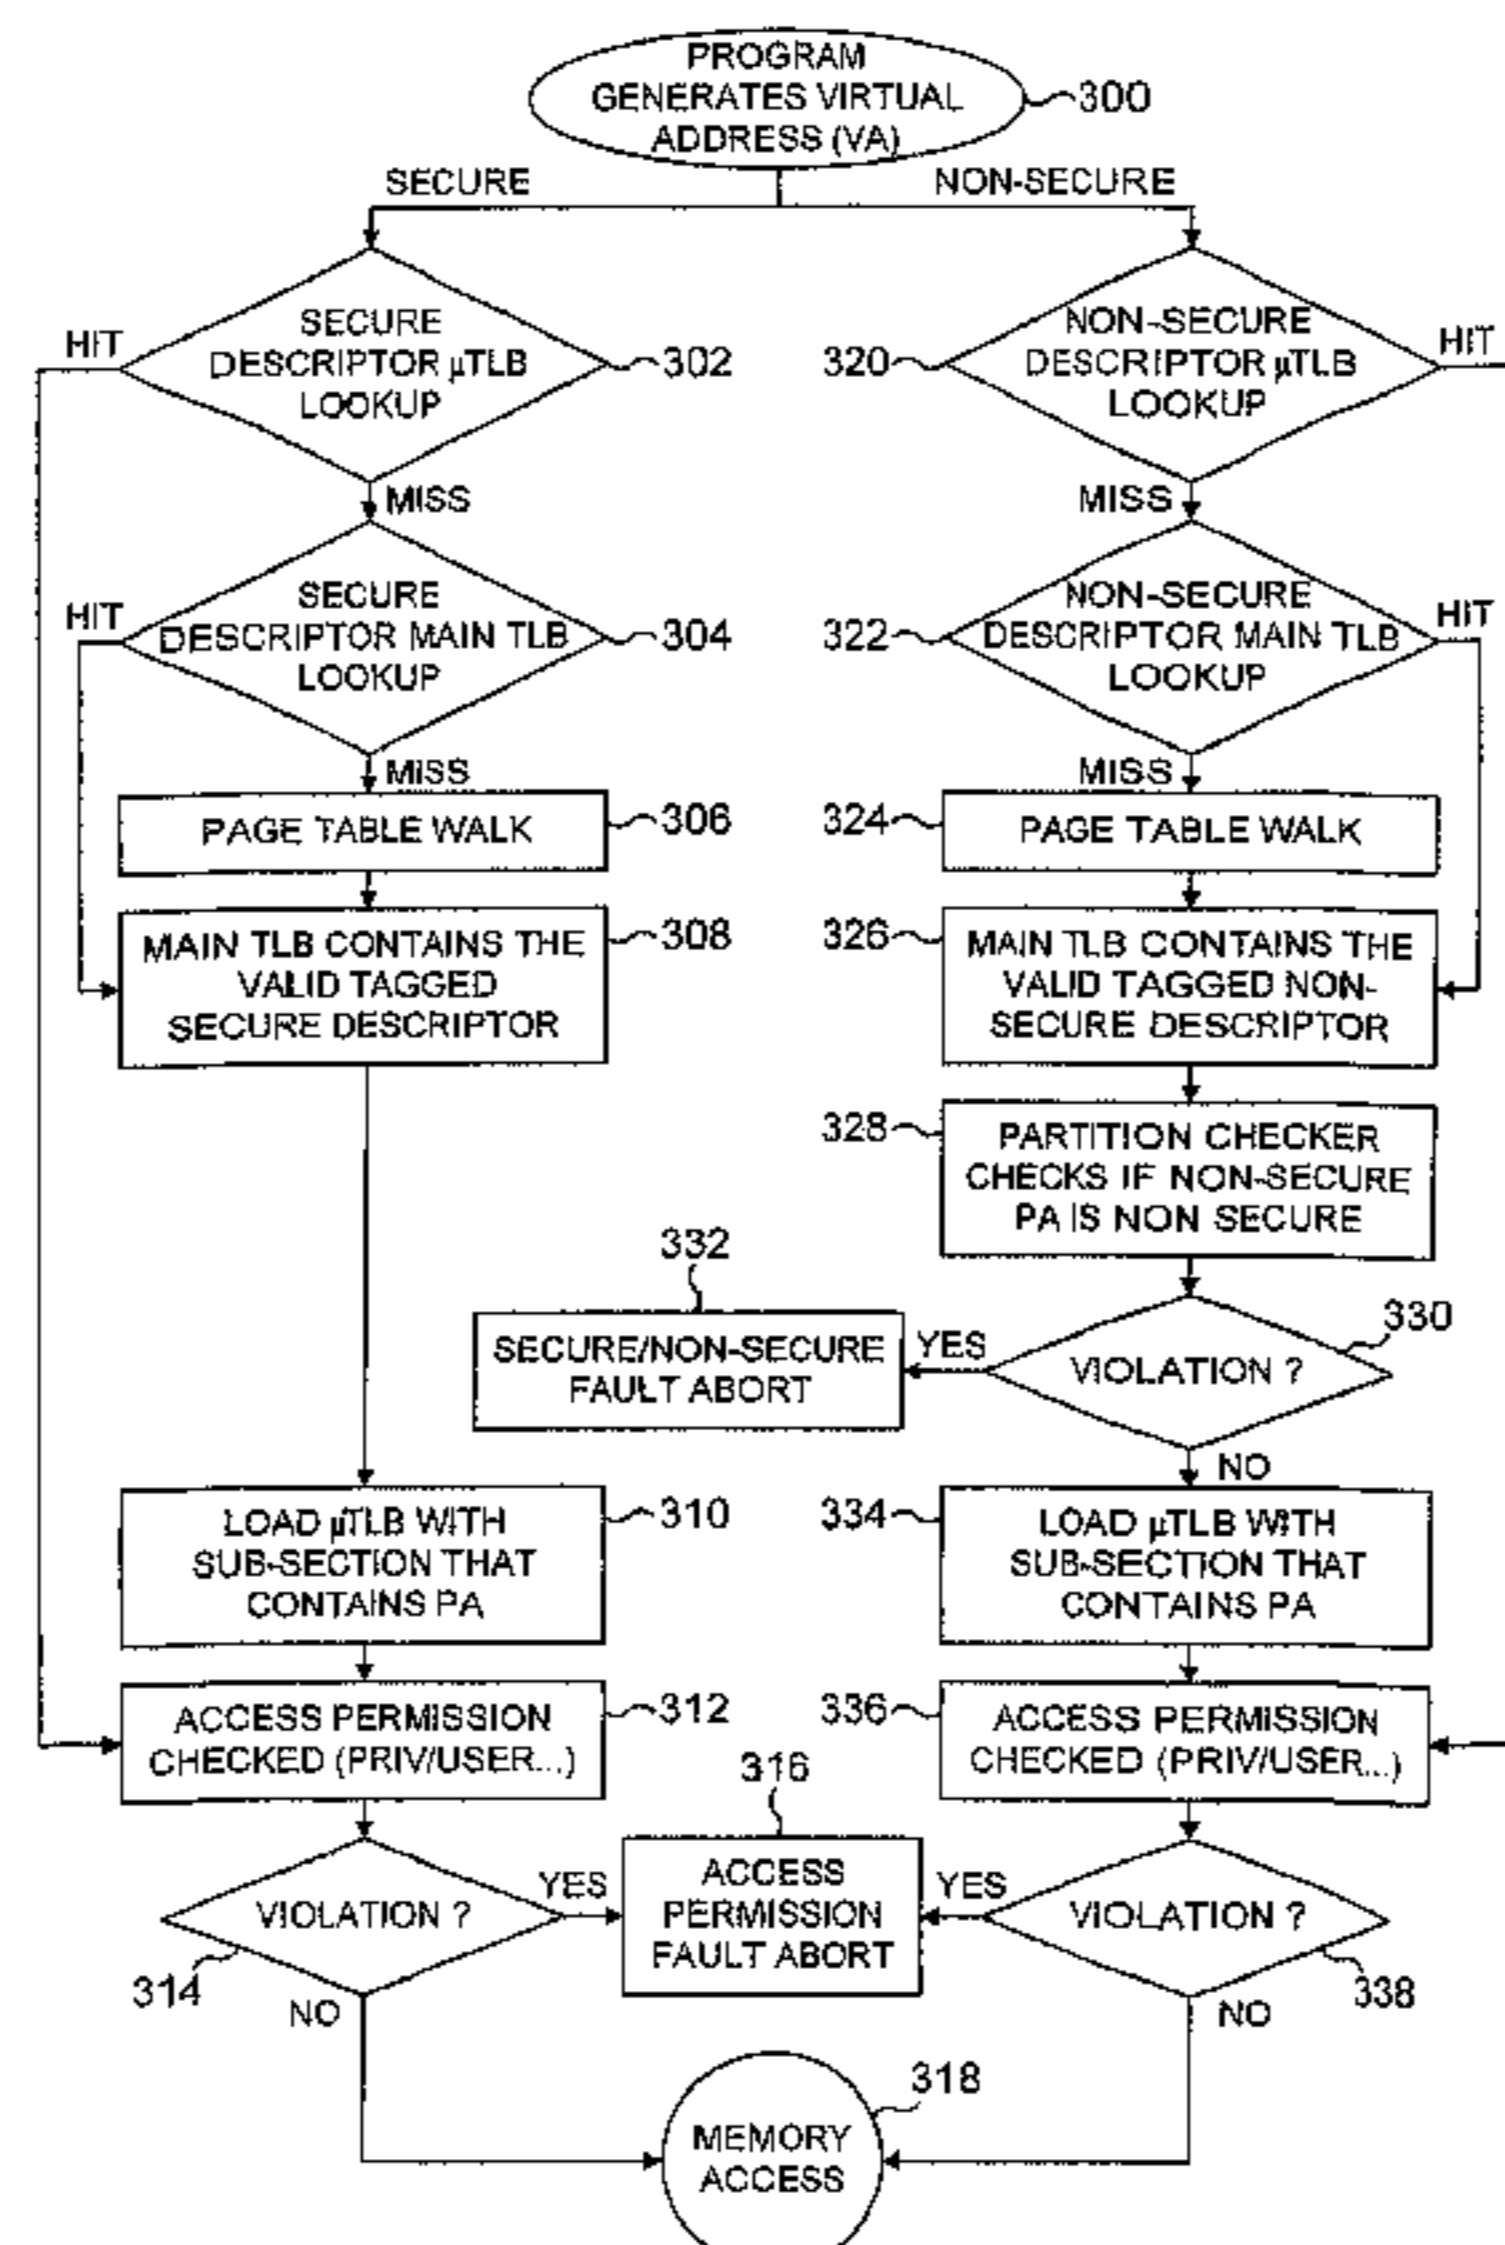 PROGRAM
GENERATES VIRTUAL
ADDRESS (VA)
300
SECURE
NON-SECURE
HIT
SECURE
DESCRIPTOR µTLB
LOOKUP
302
320
NON-SECURE
DESCRIPTOR µTLB
LOOKUP
HIT
MISS
MISS
HIT
SECURE
DESCRIPTOR MAIN TLB
LOOKUP
304
322
NON-SECURE
DESCRIPTOR MAIN TLB
LOOKUP
HIT
MISS
MISS
PAGE TABLE WALK
306
324
PAGE TABLE WALK
MAIN TLB CONTAINS THE
VALID TAGGED
SECURE DESCRIPTOR
308
326
MAIN TLB CONTAINS THE
VALID TAGGED NON-
SECURE DESCRIPTOR
328
PARTITION CHECKER
CHECKS IF NON-SECURE
PA IS NON SECURE
332
SECURE/NON-SECURE
FAULT ABORT
YES
VIOLATION ?
330
NO
LOAD µTLB WITH
SUB-SECTION THAT
CONTAINS PA
310
334
LOAD µTLB WITH
SUB-SECTION THAT
CONTAINS PA
ACCESS PERMISSION
CHECKED (PRIV/USER...)
312
336
ACCESS PERMISSION
CHECKED (PRIV/USER...)
316
VIOLATION ?
314
YES
ACCESS
PERMISSION
FAULT ABORT
YES
VIOLATION ?
338
NO
NO
318
MEMORY
ACCESS